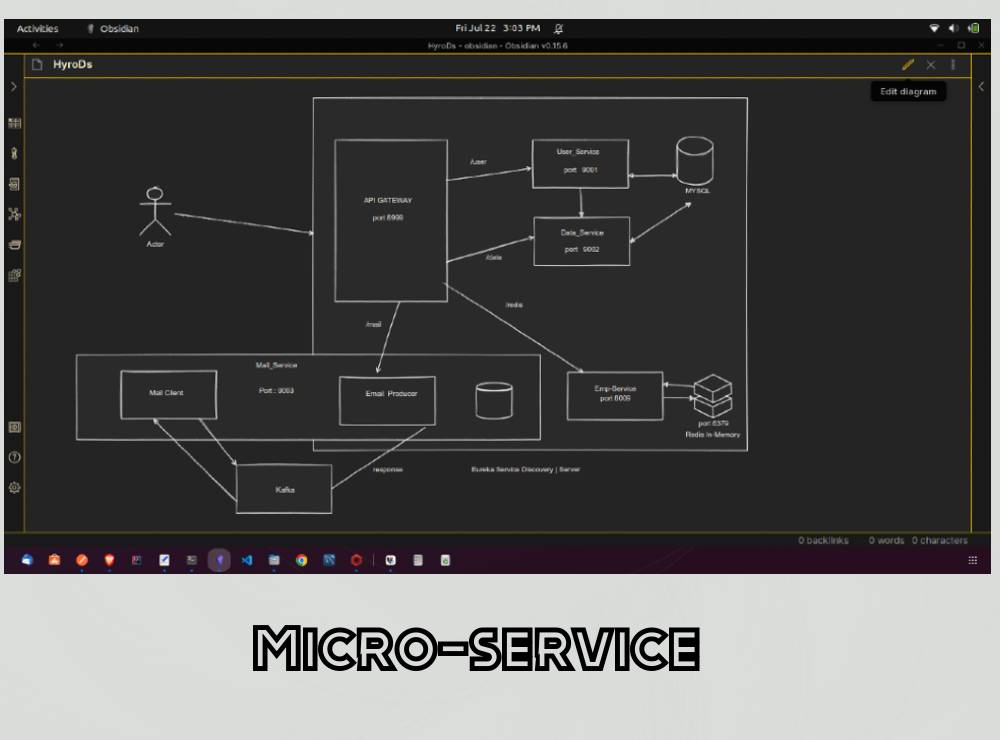 Activities Obsidian Fri Jul 22 3:03 PM
HyroDs - obsidian - Obsidian v0.15.6
HyroDs
Edit diagram
Actor
API GATEWAY
/user
User_Service
port 9001
MYSQL
/data
Data_Service
port 9002
/redis
/mail
Mail_Service
Port : 9003
Mail Client
Email Producer
Emp-Service
port 8009
port 6379
Redis In-Memory
Kafka
response
Eureka Service Discovery | Server
0 backlinks 0 words 0 characters
MICRO-SERVICE